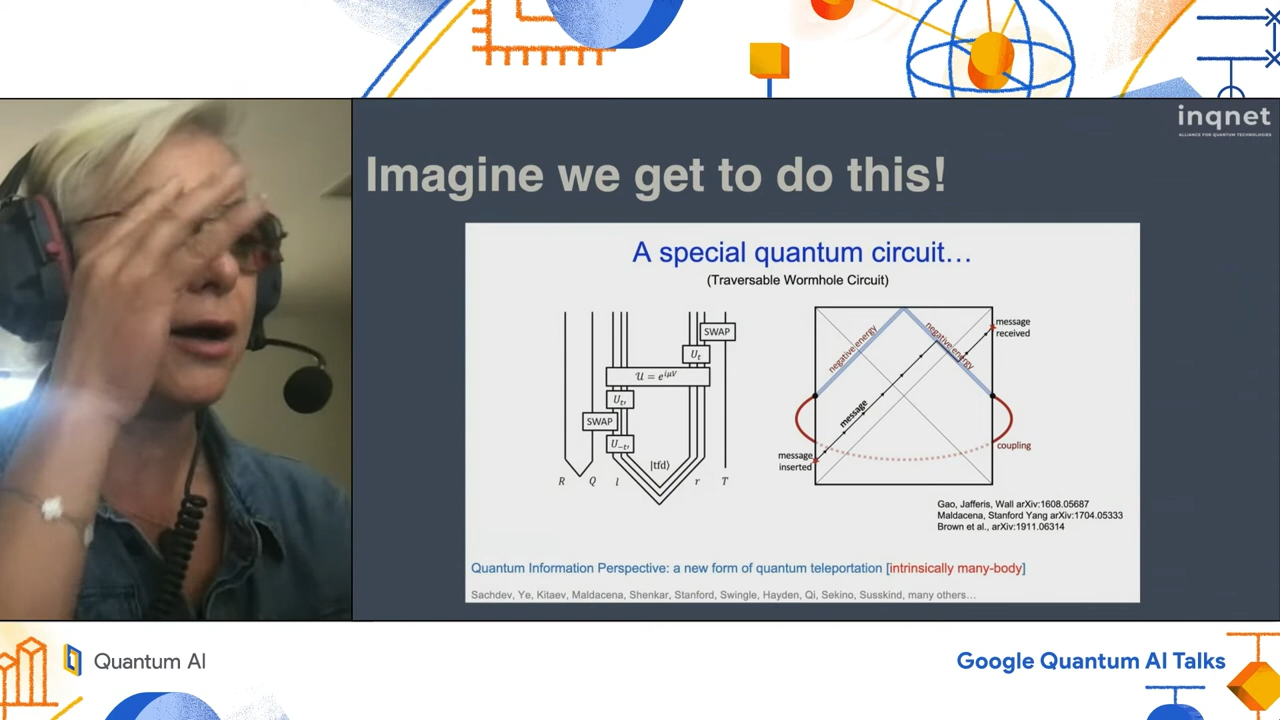 inqnet
ALLIANCE FOR QUANTUM TECHNOLOGIES
Imagine we get to do this!
A special quantum circuit…
(Traversable Wormhole Circuit)
SWAP
U_t
𝒰 = e^{iμV}
U_{t'}
SWAP
U_{-t'}
|tfd⟩
R Q l r T
negative energy
negative energy
message
received
message
message
inserted
coupling
Gao, Jafferis, Wall arXiv:1608.05687
Maldacena, Stanford Yang arXiv:1704.05333
Brown et al., arXiv:1911.06314
Quantum Information Perspective: a new form of quantum teleportation [intrinsically many-body]
Sachdev, Ye, Kitaev, Maldacena, Shenkar, Stanford, Swingle, Hayden, Qi, Sekino, Susskind, many others…
Quantum AI
Google Quantum AI Talks